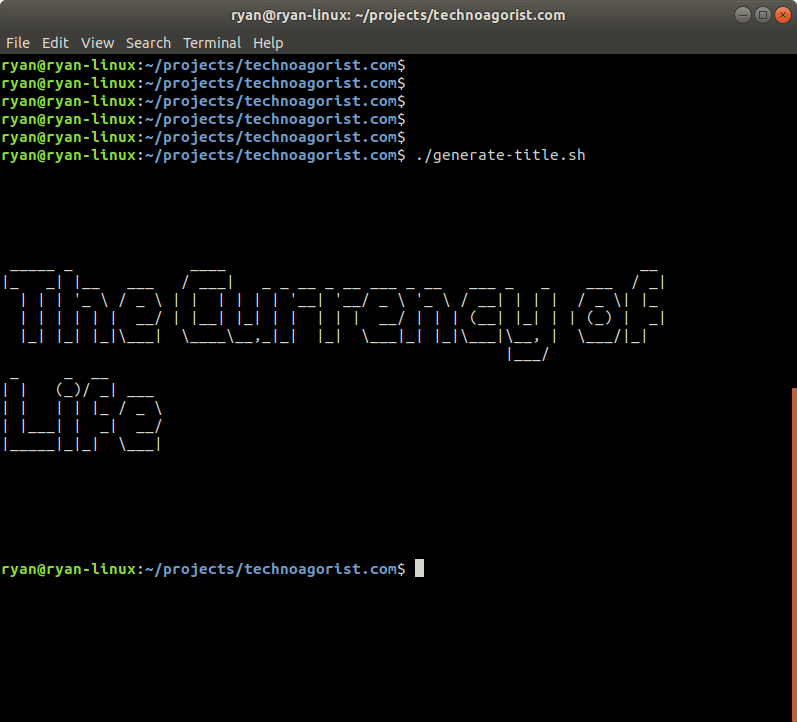 ryan@ryan-linux: ~/projects/technoagorist.com
File Edit View Search Terminal Help
ryan@ryan-linux:~/projects/technoagorist.com$
ryan@ryan-linux:~/projects/technoagorist.com$
ryan@ryan-linux:~/projects/technoagorist.com$
ryan@ryan-linux:~/projects/technoagorist.com$
ryan@ryan-linux:~/projects/technoagorist.com$
ryan@ryan-linux:~/projects/technoagorist.com$ ./generate-title.sh
The Currency of
Life
ryan@ryan-linux:~/projects/technoagorist.com$